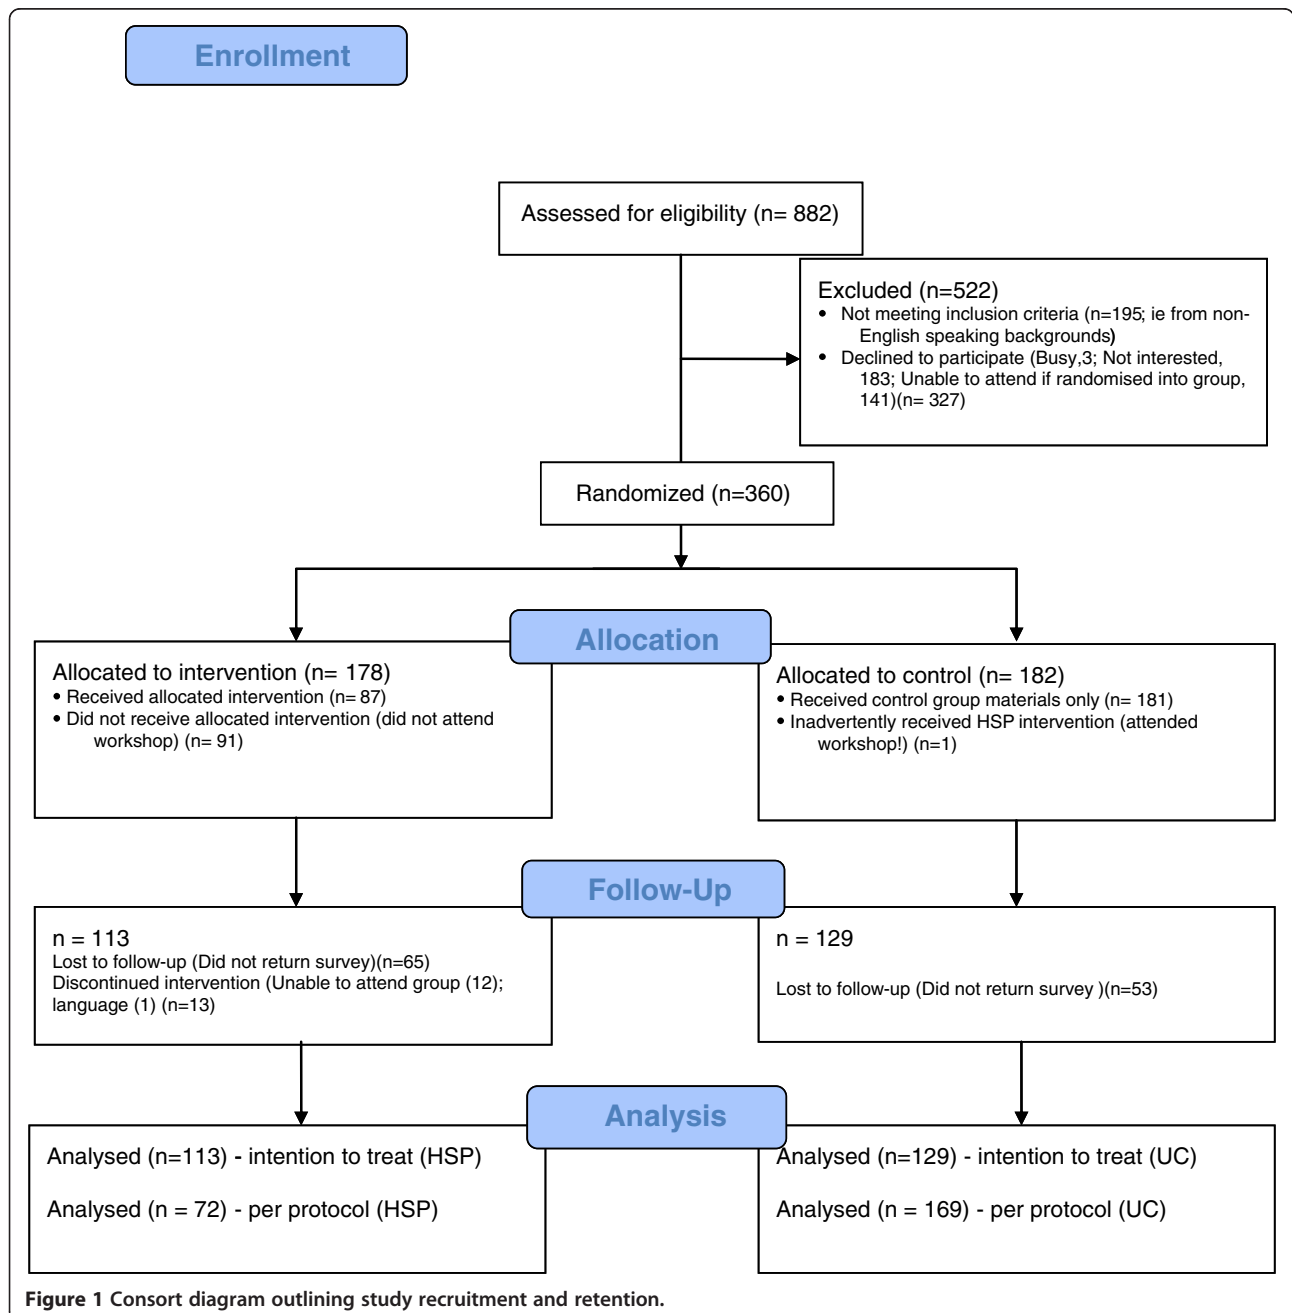 Enrollment
Assessed for eligibility (n= 882)
Excluded (n=522)
• Not meeting inclusion criteria (n=195; ie from non-
English speaking backgrounds)
• Declined to participate (Busy,3; Not interested,
183; Unable to attend if randomised into group,
141)(n= 327)
Randomized (n=360)
Allocation
Allocated to intervention (n= 178)
• Received allocated intervention (n= 87)
• Did not receive allocated intervention (did not attend
workshop) (n= 91)
Allocated to control (n= 182)
• Received control group materials only (n= 181)
• Inadvertently received HSP intervention (attended
workshop!) (n=1)
Follow-Up
n = 113
Lost to follow-up (Did not return survey)(n=65)
Discontinued intervention (Unable to attend group (12);
language (1) (n=13)
n = 129
Lost to follow-up (Did not return survey )(n=53)
Analysis
Analysed (n=113) - intention to treat (HSP)
Analysed (n = 72) - per protocol (HSP)
Analysed (n=129) - intention to treat (UC)
Analysed (n = 169) - per protocol (UC)
Figure 1 Consort diagram outlining study recruitment and retention.